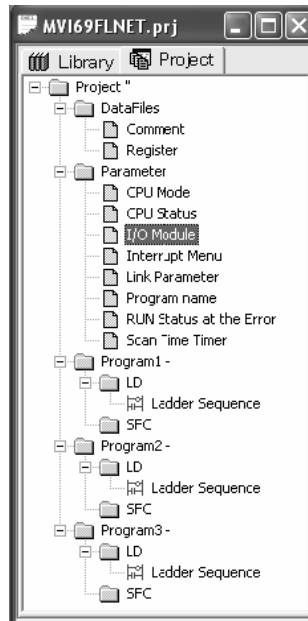 MVI69FLNET.prj
Library Project
Project "
DataFiles
Comment
Register
Parameter
CPU Mode
CPU Status
I/O Module
Interrupt Menu
Link Parameter
Program name
RUN Status at the Error
Scan Time Timer
Program1 -
LD
Ladder Sequence
SFC
Program2 -
LD
Ladder Sequence
SFC
Program3 -
LD
Ladder Sequence
SFC